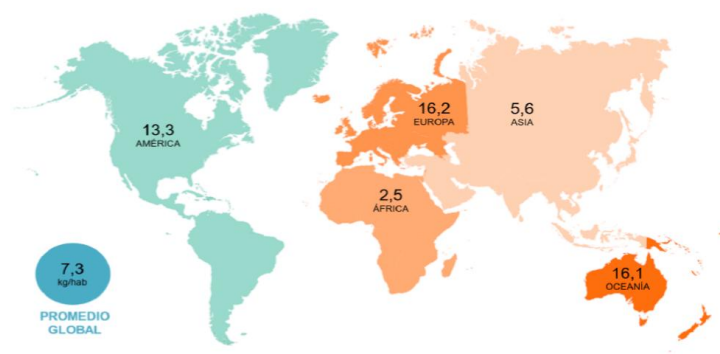 16,2
EUROPA
5,6
ASIA
13,3
AMÉRICA
2,5
ÁFRICA
7,3
kg/hab
16,1
OCEANÍA
PROMEDIO
GLOBAL